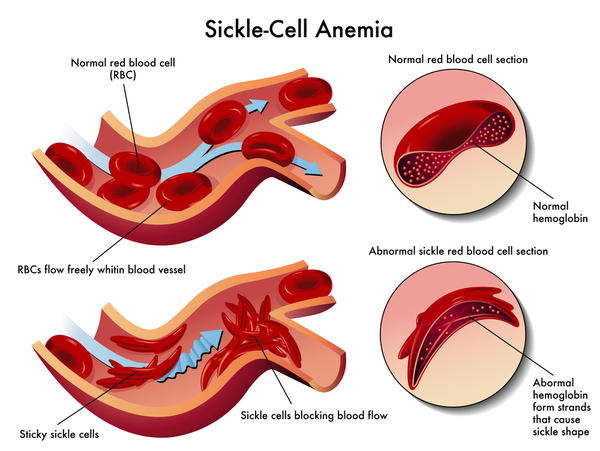 Sickle-Cell Anemia
Normal red blood cell
(RBC)
Normal red blood cell section
Normal
hemoglobin
RBCs flow freely whitin blood vessel
Abnormal sickle red blood cell section
Sticky sickle cells
Sickle cells blocking blood flow
Abormal
hemoglobin
form strands
that cause
sickle shape